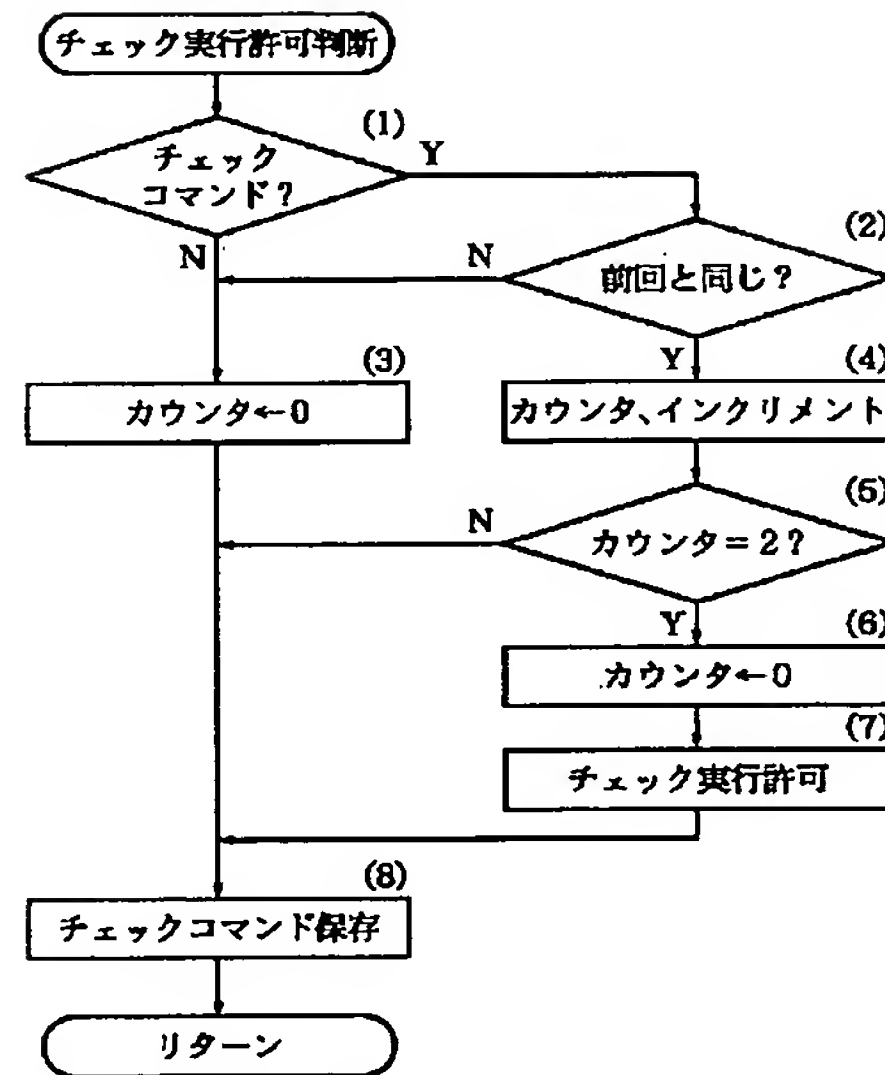 チェック実行許可判断
(1)
チェック
コマンド?
Y
N
(2)
前回と同じ?
N
Y
(3)
カウンタ←0
(4)
カウンタ、インクリメント
(5)
カウンタ=2?
N
Y
(6)
カウンタ←0
(7)
チェック実行許可
(8)
チェックコマンド保存
リターン